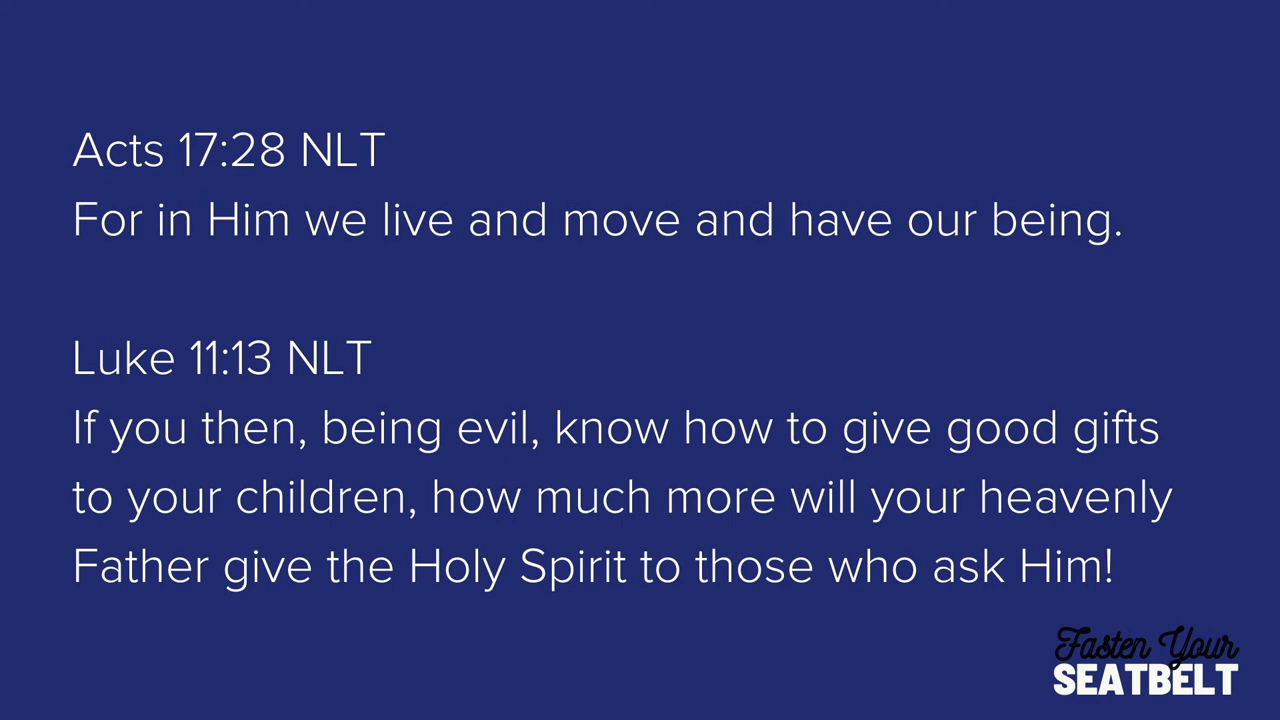 Acts 17:28 NLT
For in Him we live and move and have our being.
Luke 11:13 NLT
If you then, being evil, know how to give good gifts
to your children, how much more will your heavenly
Father give the Holy Spirit to those who ask Him!
Fasten Your
SEATBELT